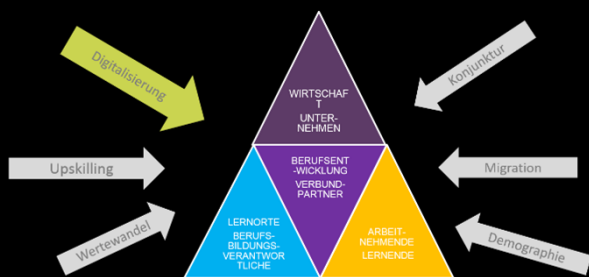 Digitalisierung
Konjunktur
WIRTSCHAF
T
UNTER-
NEHMEN
Upskilling
BERUFSENT
-WICKLUNG
VERBUND-
PARTNER
Migration
Wertewandel
LERNORTE
BERUFS-
BILDUNGS-
VERANTWOR
TLICHE
ARBEIT-
NEHMENDE
LERNENDE
Demographie